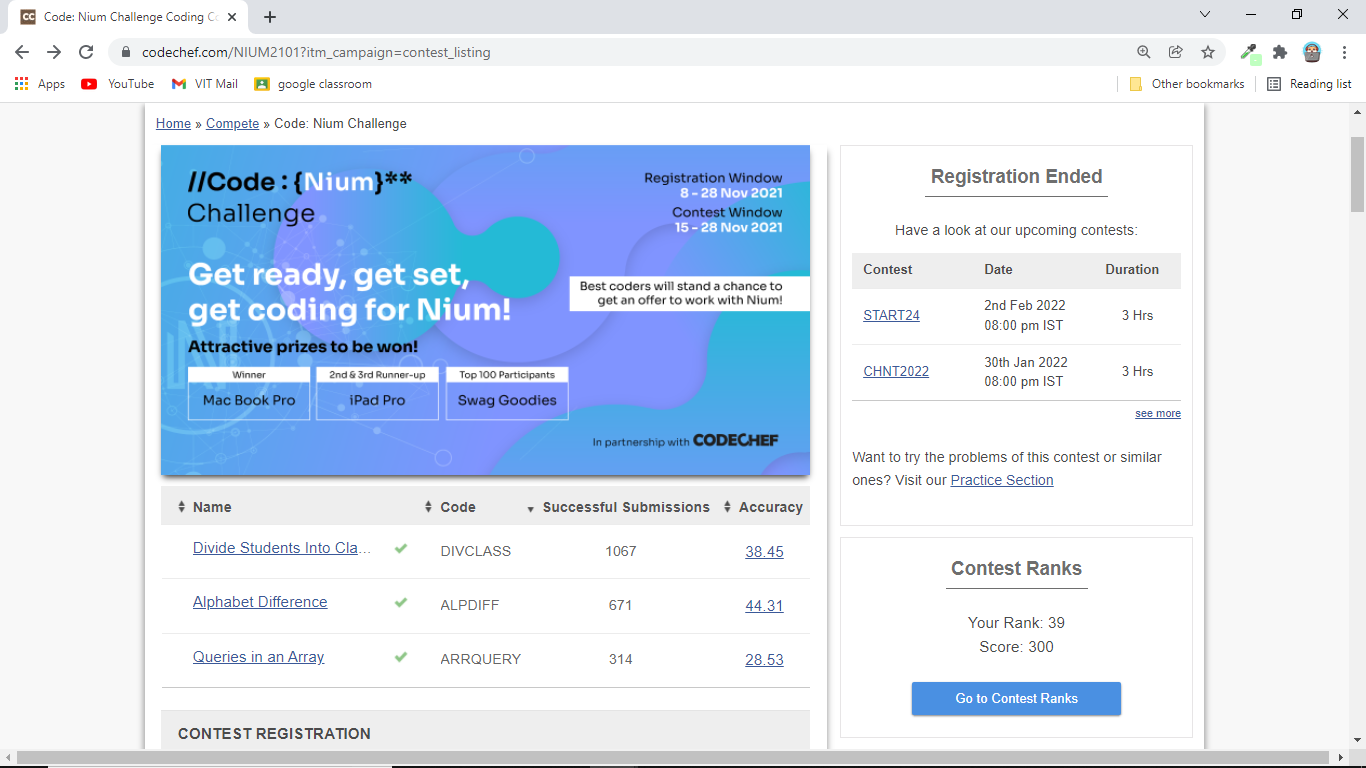 Code: Nium Challenge Coding C
codechef.com/NIUM2101?itm_campaign=contest_listing
Apps YouTube VIT Mail google classroom Other bookmarks Reading list
Home » Compete » Code: Nium Challenge
//Code : {Nium}**
Challenge
Registration Window
8 - 28 Nov 2021
Contest Window
15 - 28 Nov 2021
Get ready, get set,
get coding for Nium!
Best coders will stand a chance to
get an offer to work with Nium!
Attractive prizes to be won!
Winner
Mac Book Pro
2nd & 3rd Runner-up
iPad Pro
Top 100 Participants
Swag Goodies
In partnership with CODECHEF
Name Code Successful Submissions Accuracy
Divide Students Into Cla... DIVCLASS 1067 38.45
Alphabet Difference ALPDIFF 671 44.31
Queries in an Array ARRQUERY 314 28.53
CONTEST REGISTRATION
Registration Ended
Have a look at our upcoming contests:
Contest Date Duration
START24 2nd Feb 2022 3 Hrs
08:00 pm IST
CHNT2022 30th Jan 2022 3 Hrs
08:00 pm IST
see more
Want to try the problems of this contest or similar
ones? Visit our Practice Section
Contest Ranks
Your Rank: 39
Score: 300
Go to Contest Ranks